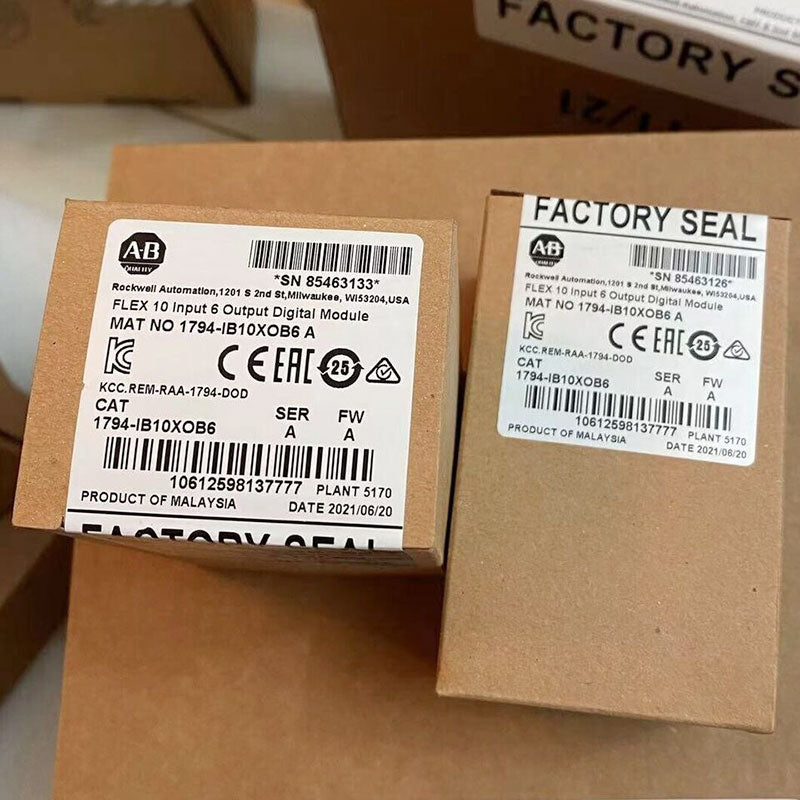 FACTORY S
11/21
A-B
QUALITY
*SN 85463133*
Rockwell Automation,1201 S 2nd St,Milwaukee, WI53204,USA
FLEX 10 Input 6 Output Digital Module
MAT NO 1794-IB10XOB6 A
CE EAC 25
KCC.REM-RAA-1794-DOD
CAT SER FW
1794-IB10XOB6 A A
10612598137777 PLANT 5170
PRODUCT OF MALAYSIA DATE 2021/06/20
FACTORY SEAL
FACTORY SEAL
A-B
QUALITY
*SN 85463126*
Rockwell Automation,1201 S 2nd St,Milwaukee, WI53204,USA
FLEX 10 Input 6 Output Digital Module
MAT NO 1794-IB10XOB6 A
CE EAC 25
KCC.REM-RAA-1794-DOD
CAT SER FW
1794-IB10XOB6 A A
10612598137777 PLANT 5170
PRODUCT OF MALAYSIA DATE 2021/06/20